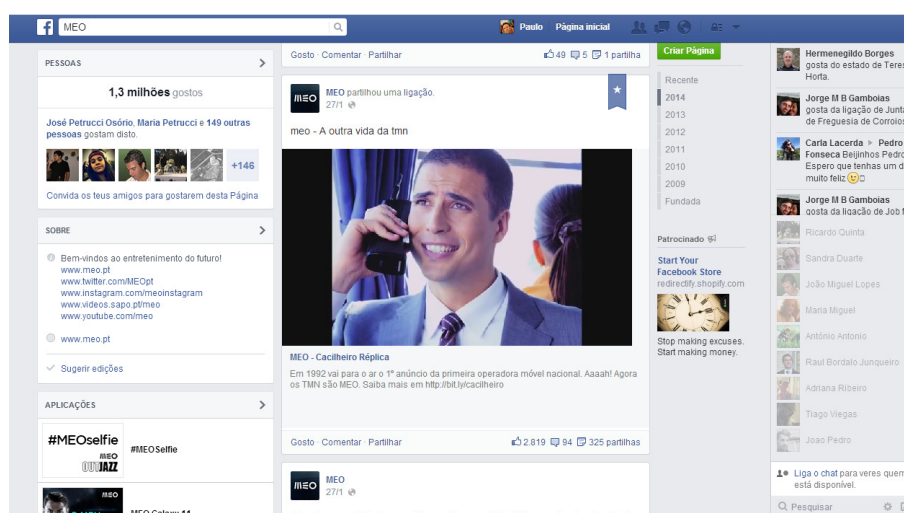 MEO
Paulo
Página inicial
PESSOAS
1,3 milhões gostos
José Petrucci Osório, Maria Petrucci e 149 outras
pessoas gostam disto.
+146
Convida os teus amigos para gostarem desta Página
SOBRE
Bem-vindos ao entretenimento do futuro!
www.meo.pt
www.twitter.com/MEOpt
www.instagram.com/meoinstagram
www.videos.sapo.pt/meo
www.youtube.com/meo
www.meo.pt
Sugerir edições
APLICAÇÕES
#MEOselfie
MEO
OUTJAZZ
#MEOSelfie
MEO
MEO Galaxy 11
Gosto · Comentar · Partilhar
49 5 1 partilha
MEO
MEO partilhou uma ligação.
27/1
meo - A outra vida da tmn
MEO - Cacilheiro Réplica
Em 1992 vai para o ar o 1º anúncio da primeira operadora móvel nacional. Aaaah! Agora
os TMN são MEO. Saiba mais em http://bit.ly/cacilheiro
Gosto · Comentar · Partilhar
2.819 94 325 partilhas
MEO
MEO
27/1
Criar Página
Recente
2014
2013
2012
2011
2010
2009
Fundada
Patrocinado
Start Your
Facebook Store
redirectify.shopify.com
Stop making excuses.
Start making money.
Hermenegildo Borges
gosta do estado de Teres
Horta.
Jorge M B Gamboias
gosta da ligação de Junta
de Freguesia de Corroios
Carla Lacerda ▸ Pedro
Fonseca Beijinhos Pedro
Espero que tenhas um d
muito feliz
Jorge M B Gamboias
gosta da ligação de Job f
Ricardo Quinta
Sandra Duarte
João Miguel Lopes
Maria Miguel
António Antonio
Raul Bordalo Junqueiro
Adriana Ribeiro
Tiago Viegas
Joao Pedro
Liga o chat para veres quem
está disponível.
Pesquisar